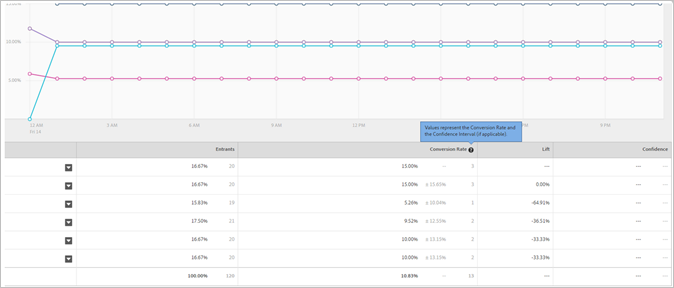 10.00%
5.00%
12 AM
3 AM
6 AM
9 AM
12 PM
PM
9 PM
Fri 14
Values represent the Conversion Rate and
the Confidence Interval (if applicable)
Entrants Conversion Rate Lift Confidence
16.67% 20 15.00% -- 3 --- --- ---
16.67% 20 15.00% ± 15.65% 3 0.00% --- ---
15.83% 19 5.26% ± 10.04% 1 -64.91% --- ---
17.50% 21 9.52% ± 12.55% 2 -36.51% --- ---
16.67% 20 10.00% ± 13.15% 2 -33.33% --- ---
16.67% 20 10.00% ± 13.15% 2 -33.33% --- ---
100.00% 120 10.83% -- 13 --- --- ---